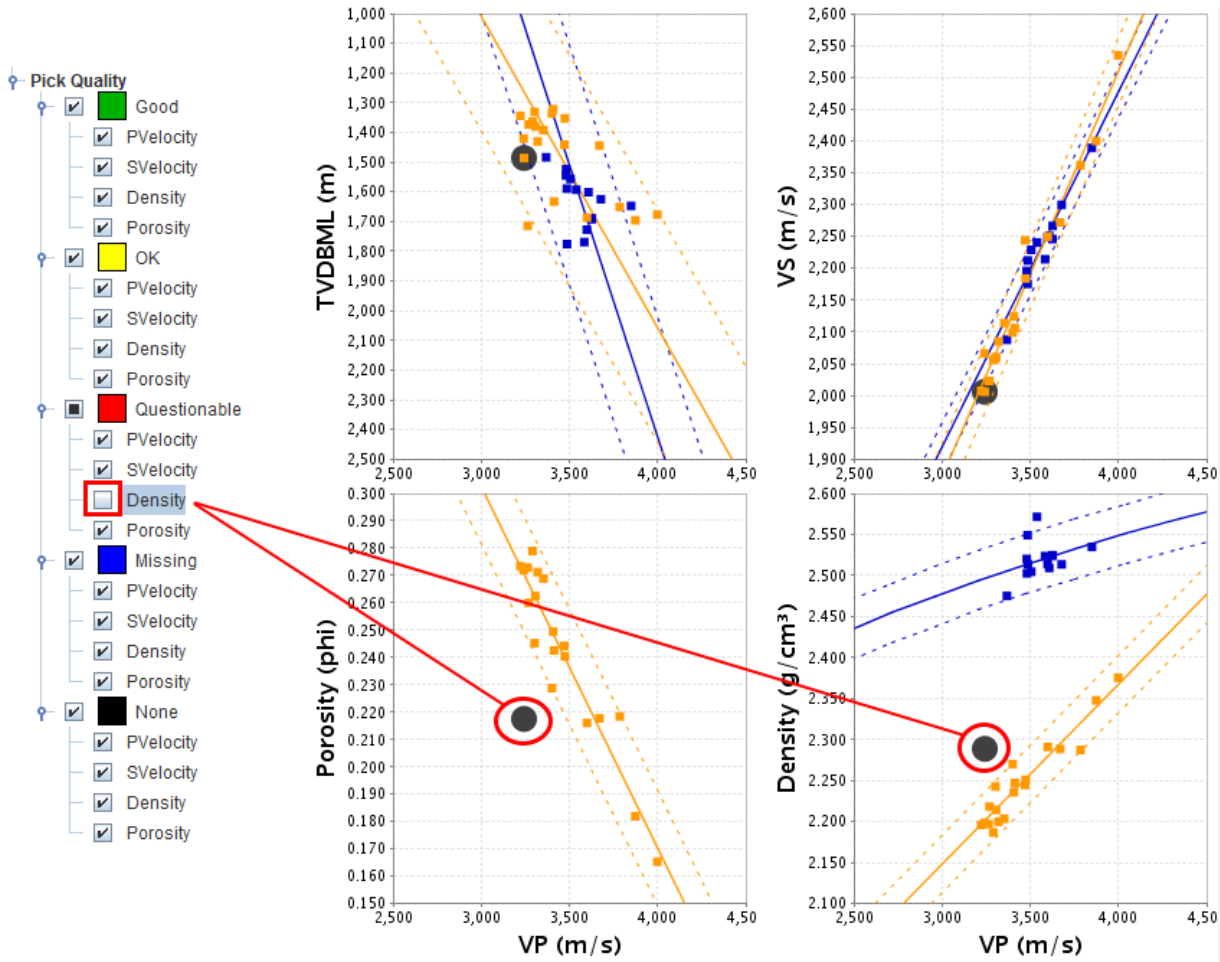 Pick Quality
Good
PVelocity
SVelocity
Density
Porosity
OK
PVelocity
SVelocity
Density
Porosity
Questionable
PVelocity
SVelocity
Density
Porosity
Missing
PVelocity
SVelocity
Density
Porosity
None
PVelocity
SVelocity
Density
Porosity
TVDBML (m)
1,000
1,100
1,200
1,300
1,400
1,500
1,600
1,700
1,800
1,900
2,000
2,100
2,200
2,300
2,400
2,500
2,500
3,000
3,500
4,000
4,50
VS (m/s)
2,600
2,550
2,500
2,450
2,400
2,350
2,300
2,250
2,200
2,150
2,100
2,050
2,000
1,950
1,900
2,500
3,000
3,500
4,000
4,50
Porosity (phi)
0.300
0.290
0.280
0.270
0.260
0.250
0.240
0.230
0.220
0.210
0.200
0.190
0.180
0.170
0.160
0.150
2,500
3,000
3,500
4,000
4,50
VP (m/s)
Density (g/cm³)
2.600
2.550
2.500
2.450
2.400
2.350
2.300
2.250
2.200
2.150
2.100
2,500
3,000
3,500
4,000
4,50
VP (m/s)